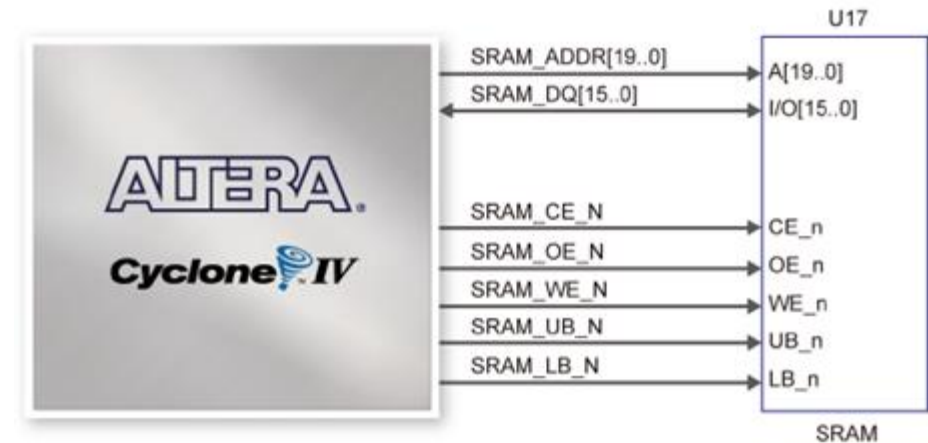 U17
SRAM_ADDR[19..0]
A[19..0]
SRAM_DQ[15..0]
I/O[15..0]
ALTERA®
Cyclone™ IV
SRAM_CE_N
CE_n
SRAM_OE_N
OE_n
SRAM_WE_N
WE_n
SRAM_UB_N
UB_n
SRAM_LB_N
LB_n
SRAM